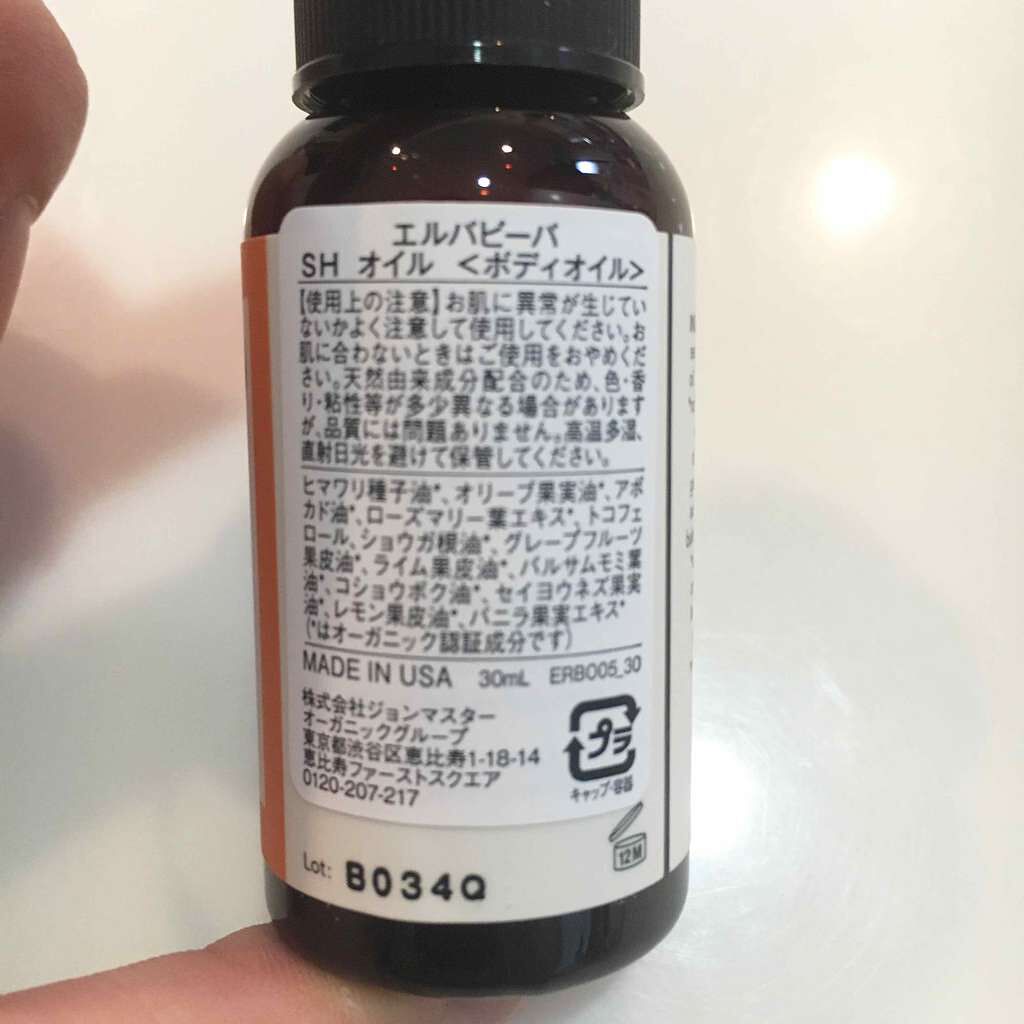 エルバビーバ
SH オイル <ボディオイル>
【使用上の注意】お肌に異常が生じてい
ないかよく注意して使用してください。お
肌に合わないときはご使用をおやめくだ
さい。天然由来成分配合のため、色・香
り・粘性等が多少異なる場合があります
が、品質には問題ありません。高温多湿、
直射日光を避けて保管してください。
ヒマワリ種子油*、オリーブ果実油*、アボ
カド油*、ローズマリー葉エキス*、トコフェ
ロール、ショウガ根油*、グレープフルーツ
果皮油*、ライム果皮油*、バルサムモミ葉
油*、コショウボク油*、セイヨウネズ果実
油*、レモン果皮油*、バニラ果実エキス*
(*はオーガニック認証成分です)
MADE IN USA 30mL ERBO05_30
株式会社ジョンマスター
オーガニックグループ
東京都渋谷区恵比寿1-18-14
恵比寿ファーストスクエア
0120-207-217
プラ
キャップ・容器
12M
Lot: B034Q